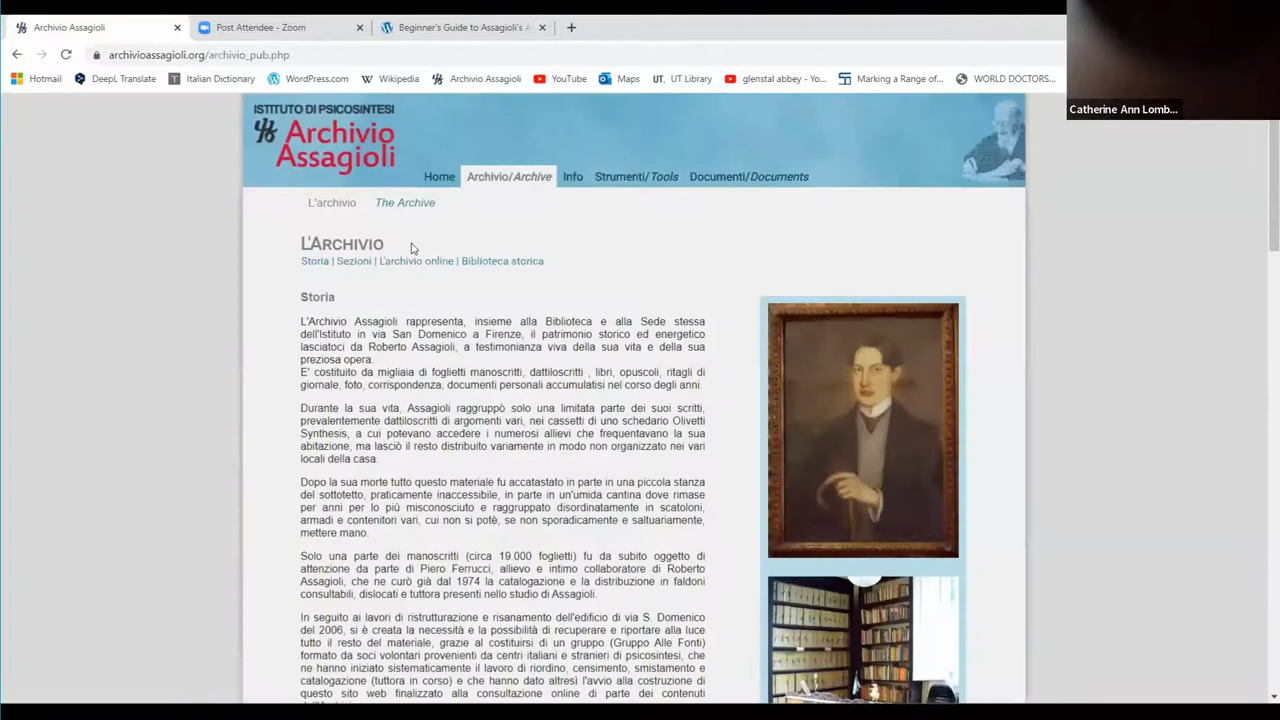 Archivio Assagioli
Post Attendee - Zoom
Beginner's Guide to Assagioli's A
archivioassagioli.org/archivio_pub.php
Hotmail DeepL Translate Italian Dictionary WordPress.com Wikipedia Archivio Assagioli YouTube Maps UT. UT Library glenstal abbey - Yo... Marking a Range of... WORLD DOCTORS...
Catherine Ann Lomb...
ISTITUTO DI PSICOSINTESI
Archivio
Assagioli
Home Archivio/Archive Info Strumenti/Tools Documenti/Documents
L'archivio The Archive
L'ARCHIVIO
Storia | Sezioni | L'archivio online | Biblioteca storica
Storia
L'Archivio Assagioli rappresenta, insieme alla Biblioteca e alla Sede stessa
dell'Istituto in via San Domenico a Firenze, il patrimonio storico ed energetico
lasciatoci da Roberto Assagioli, a testimonianza viva della sua vita e della sua
preziosa opera.
E' costituito da migliaia di foglietti manoscritti, dattiloscritti , libri, opuscoli, ritagli di
giornale, foto, corrispondenza, documenti personali accumulatisi nel corso degli anni.
Durante la sua vita, Assagioli raggruppò solo una limitata parte dei suoi scritti,
prevalentemente dattiloscritti di argomenti vari, nei cassetti di uno schedario Olivetti
Synthesis, a cui potevano accedere i numerosi allievi che frequentavano la sua
abitazione, ma lasciò il resto distribuito variamente in modo non organizzato nei vari
locali della casa.
Dopo la sua morte tutto questo materiale fu accatastato in parte in una piccola stanza
del sottotetto, praticamente inaccessibile, in parte in un'umida cantina dove rimase
per anni per lo più misconosciuto e raggruppato disordinatamente in scatoloni,
armadi e contenitori vari, cui non si potè, se non sporadicamente e saltuariamente,
mettere mano.
Solo una parte dei manoscritti (circa 19.000 foglietti) fu da subito oggetto di
attenzione da parte di Piero Ferrucci, allievo e intimo collaboratore di Roberto
Assagioli, che ne curò già dal 1974 la catalogazione e la distribuzione in faldoni
consultabili, dislocati e tuttora presenti nello studio di Assagioli.
In seguito ai lavori di ristrutturazione e risanamento dell'edificio di via S. Domenico
del 2006, si è creata la necessità e la possibilità di recuperare e riportare alla luce
tutto il resto del materiale, grazie al costituirsi di un gruppo (Gruppo Alle Fonti)
formato da soci volontari provenienti da centri italiani e stranieri di psicosintesi, che
ne hanno iniziato sistematicamente il lavoro di riordino, censimento, smistamento e
catalogazione (tuttora in corso) e che hanno dato altresì l'avvio alla costruzione di
questo sito web finalizzato alla consultazione online di parte dei contenuti